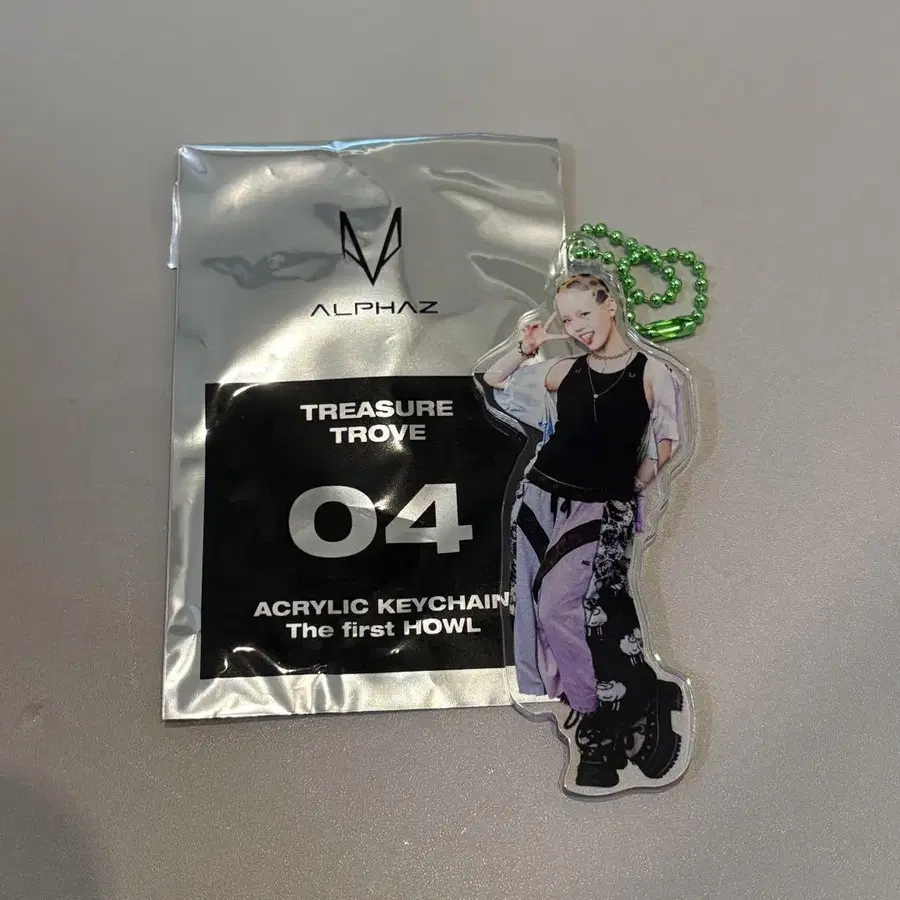 ALPHAZ
TREASURE
TROVE
04
ACRYLIC KEYCHAIN
The first HOWL